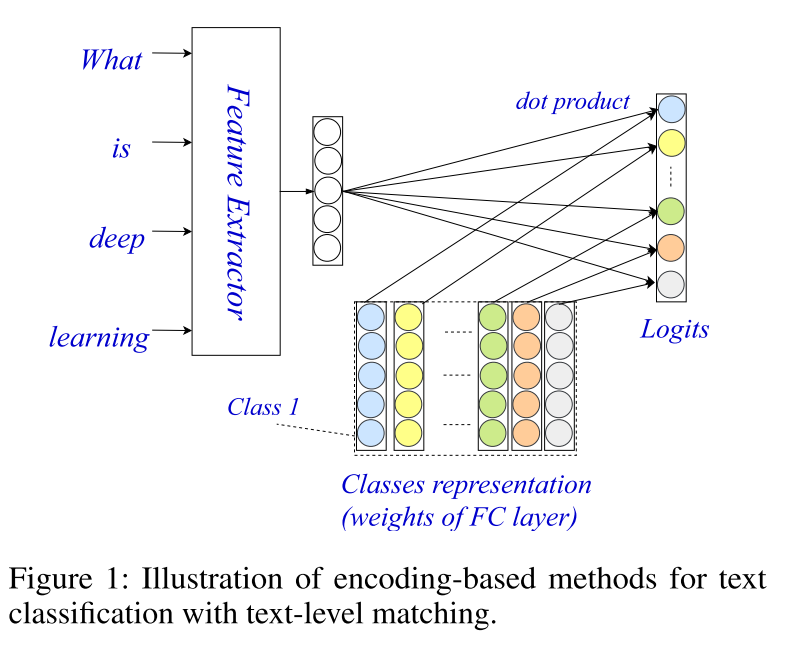 What
is
deep
learning
Feature Extractor
dot product
Logits
Class 1
Classes representation
(weights of FC layer)
Figure 1: Illustration of encoding-based methods for text
classification with text-level matching.